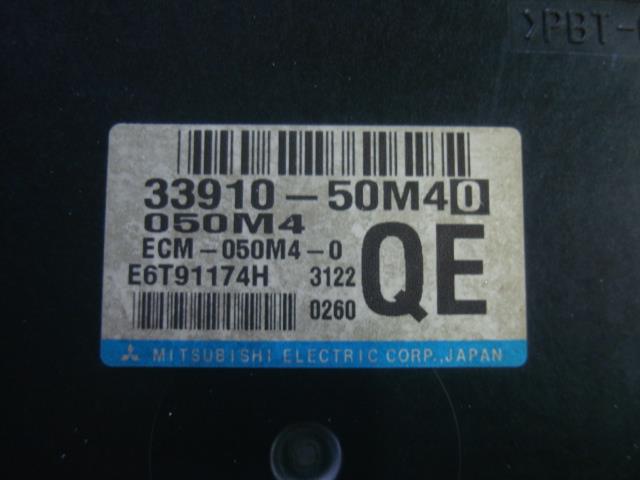 >PBT-
33910-50M40
050M4
ECM-050M4-0
QE
E6T91174H 3122
0260
MITSUBISHI ELECTRIC CORP.,JAPAN